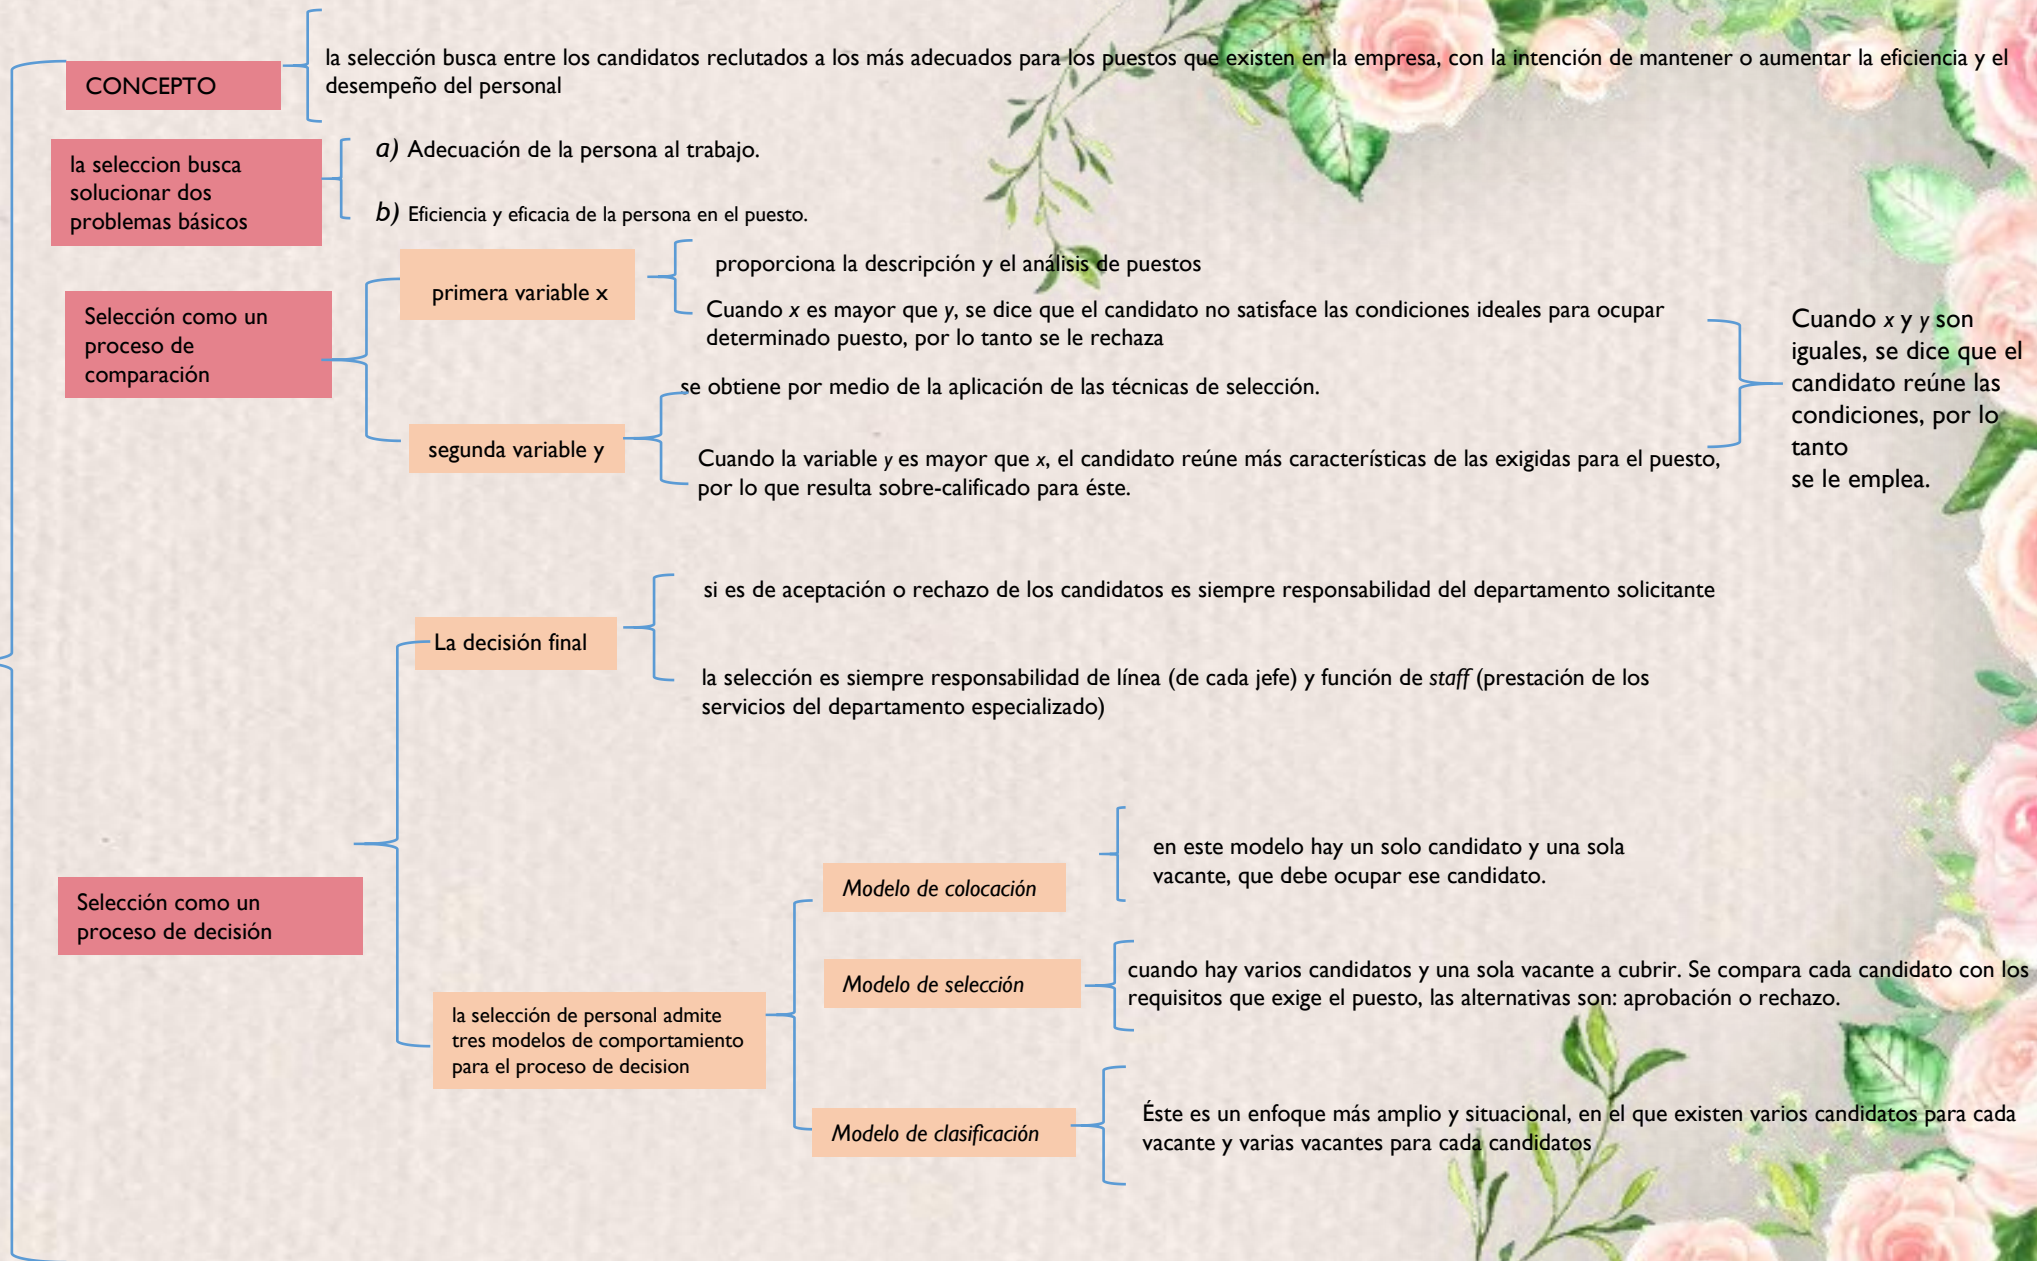 CONCEPTO
la selección busca entre los candidatos reclutados a los más adecuados para los puestos que existen en la empresa, con la intención de mantener o aumentar la eficiencia y el
desempeño del personal
la seleccion busca
solucionar dos
problemas básicos
a) Adecuación de la persona al trabajo.
b) Eficiencia y eficacia de la persona en el puesto.
Selección como un
proceso de
comparación
primera variable x
proporciona la descripción y el análisis de puestos
Cuando x es mayor que y, se dice que el candidato no satisface las condiciones ideales para ocupar
determinado puesto, por lo tanto se le rechaza
segunda variable y
se obtiene por medio de la aplicación de las técnicas de selección.
Cuando la variable y es mayor que x, el candidato reúne más características de las exigidas para el puesto,
por lo que resulta sobre-calificado para éste.
Cuando x y y son
iguales, se dice que el
candidato reúne las
condiciones, por lo
tanto
se le emplea.
Selección como un
proceso de decisión
La decisión final
si es de aceptación o rechazo de los candidatos es siempre responsabilidad del departamento solicitante
la selección es siempre responsabilidad de línea (de cada jefe) y función de staff (prestación de los
servicios del departamento especializado)
la selección de personal admite
tres modelos de comportamiento
para el proceso de decision
Modelo de colocación
en este modelo hay un solo candidato y una sola
vacante, que debe ocupar ese candidato.
Modelo de selección
cuando hay varios candidatos y una sola vacante a cubrir. Se compara cada candidato con los
requisitos que exige el puesto, las alternativas son: aprobación o rechazo.
Modelo de clasificación
Éste es un enfoque más amplio y situacional, en el que existen varios candidatos para cada
vacante y varias vacantes para cada candidatos